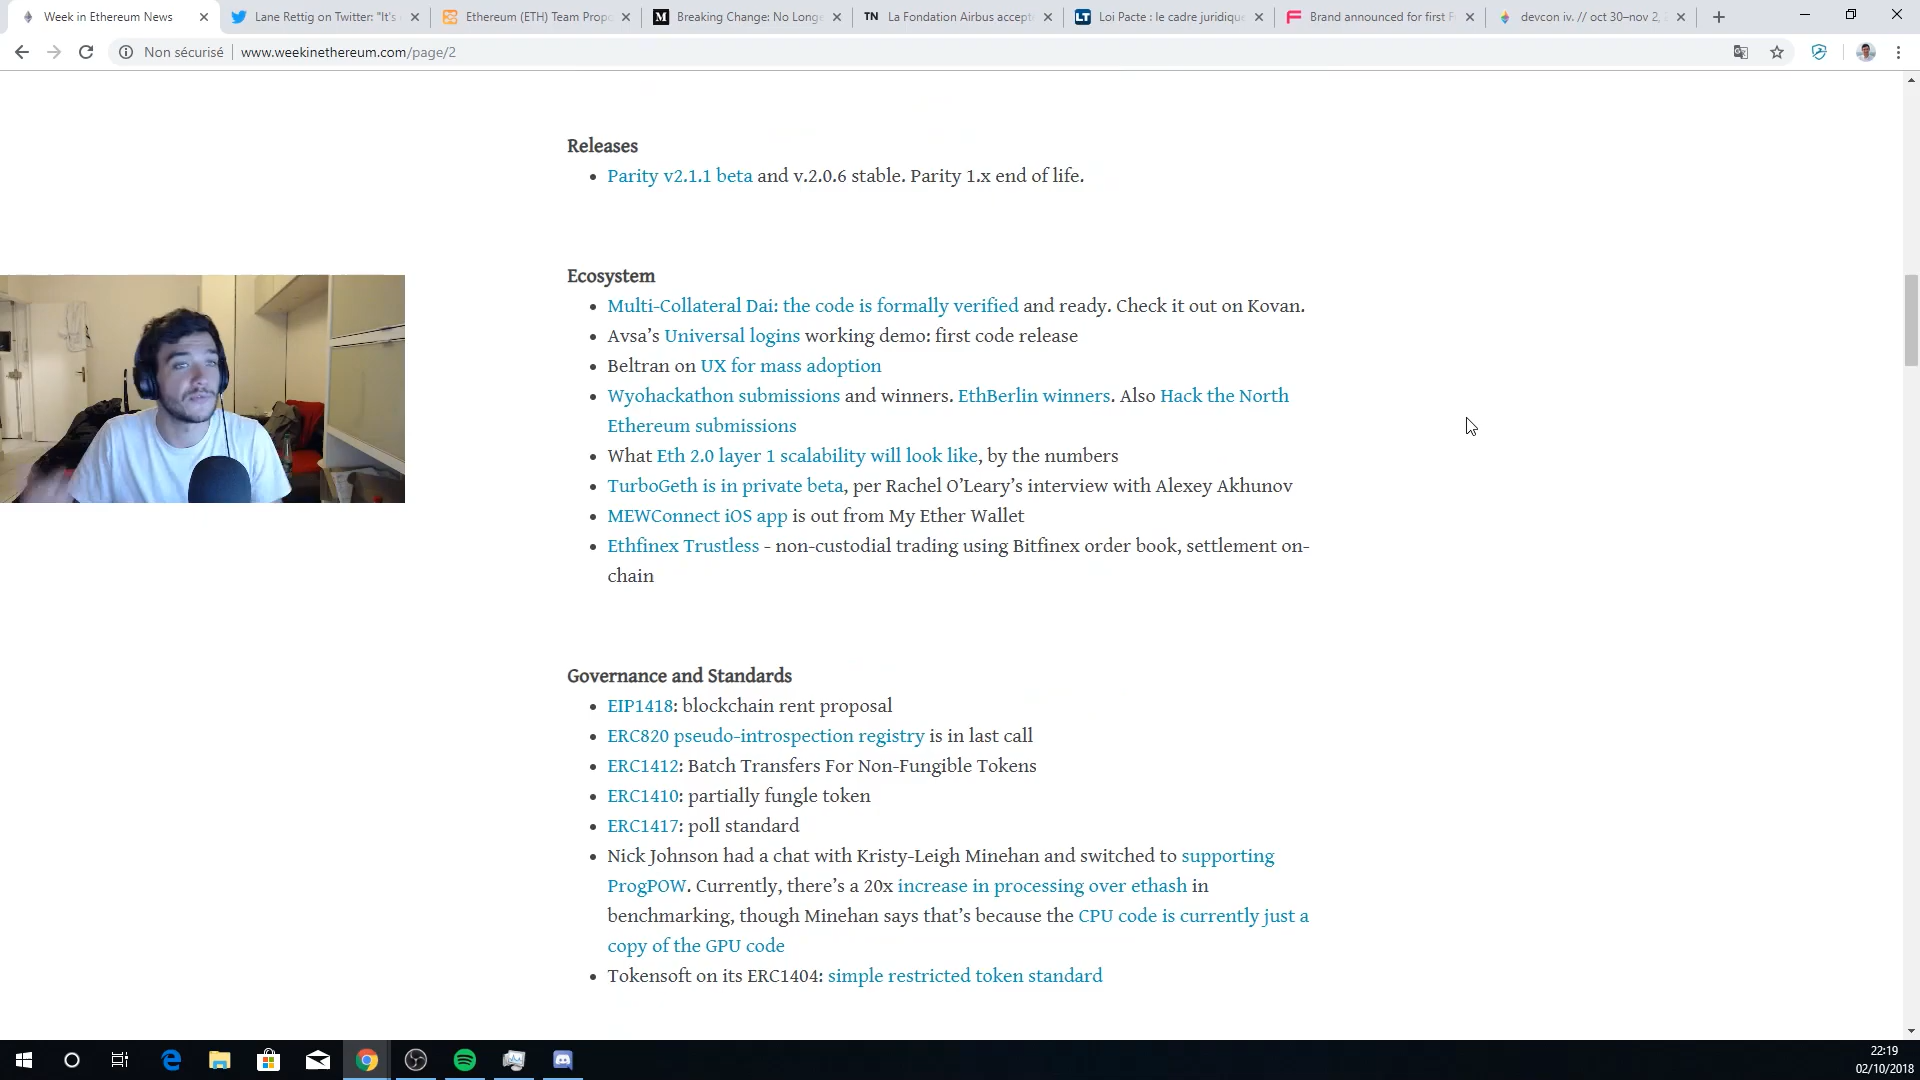 Week in Ethereum News
Lane Rettig on Twitter: "It's
Ethereum (ETH) Team Propo
Breaking Change: No Longe
TN La Fondation Airbus accept
LT Loi Pacte : le cadre juridique
Brand announced for first F
devcon iv. // oct 30–nov 2, 2
Non sécurisé | www.weekinethereum.com/page/2
Releases
Parity v2.1.1 beta and v.2.0.6 stable. Parity 1.x end of life.
Ecosystem
Multi-Collateral Dai: the code is formally verified and ready. Check it out on Kovan.
Avsa’s Universal logins working demo: first code release
Beltran on UX for mass adoption
Wyohackathon submissions and winners. EthBerlin winners. Also Hack the North
Ethereum submissions
What Eth 2.0 layer 1 scalability will look like, by the numbers
TurboGeth is in private beta, per Rachel O’Leary’s interview with Alexey Akhunov
MEWConnect iOS app is out from My Ether Wallet
Ethfinex Trustless - non-custodial trading using Bitfinex order book, settlement on-
chain
Governance and Standards
EIP1418: blockchain rent proposal
ERC820 pseudo-introspection registry is in last call
ERC1412: Batch Transfers For Non-Fungible Tokens
ERC1410: partially fungle token
ERC1417: poll standard
Nick Johnson had a chat with Kristy-Leigh Minehan and switched to supporting
ProgPOW. Currently, there’s a 20x increase in processing over ethash in
benchmarking, though Minehan says that’s because the CPU code is currently just a
copy of the GPU code
Tokensoft on its ERC1404: simple restricted token standard
22:19
02/10/2018